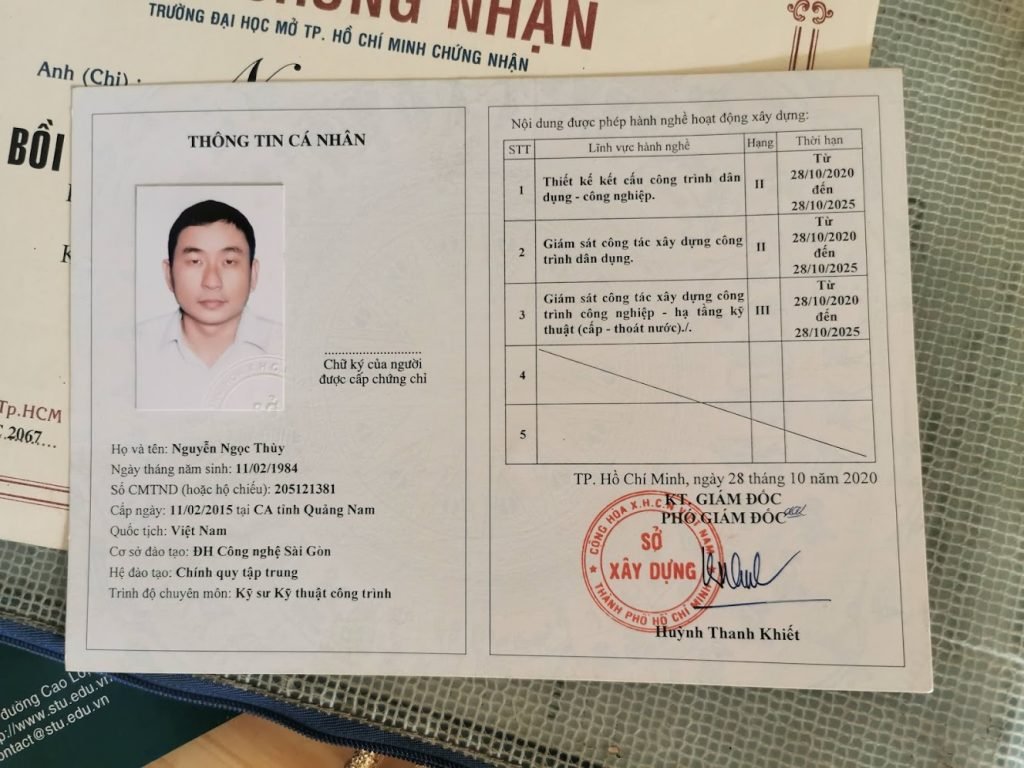 CHỨNG NHẬN
TRƯỜNG ĐẠI HỌC MỞ TP. HỒ CHÍ MINH CHỨNG NHẬN
Anh (Chị) :
BỒI
Tp.HCM
.2067
đường Cao
://www.stu.edu.vn
ontact@stu.edu.vn
THÔNG TIN CÁ NHÂN
Chữ ký của người
được cấp chứng chỉ
Họ và tên: Nguyễn Ngọc Thùy
Ngày tháng năm sinh: 11/02/1984
Số CMTND (hoặc hộ chiếu): 205121381
Cấp ngày: 11/02/2015 tại CA tỉnh Quảng Nam
Quốc tịch: Việt Nam
Cơ sở đào tạo: ĐH Công nghệ Sài Gòn
Hệ đào tạo: Chính quy tập trung
Trình độ chuyên môn: Kỹ sư Kỹ thuật công trình
Nội dung được phép hành nghề hoạt động xây dựng:
STT Lĩnh vực hành nghề Hạng Thời hạn
1 Thiết kế kết cấu công trình dân dụng - công nghiệp. II Từ 28/10/2020 đến 28/10/2025
2 Giám sát công tác xây dựng công trình dân dụng. II Từ 28/10/2020 đến 28/10/2025
3 Giám sát công tác xây dựng công trình công nghiệp - hạ tầng kỹ thuật (cấp - thoát nước)./. III Từ 28/10/2020 đến 28/10/2025
4
5
TP. Hồ Chí Minh, ngày 28 tháng 10 năm 2020
KT. GIÁM ĐỐC
PHÓ GIÁM ĐỐC
CỘNG HÒA X.H.C.N VIỆT NAM
SỞ
XÂY DỰNG
THÀNH PHỐ HỒ CHÍ MINH
Huỳnh Thanh Khiết